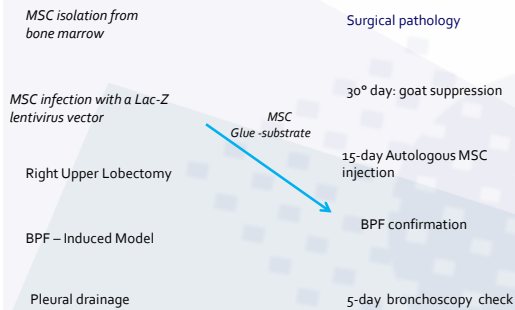 MSC isolation from
bone marrow
MSC infection with a Lac-Z
lentivirus vector
Right Upper Lobectomy
BPF – Induced Model
Pleural drainage
MSC
Glue -substrate
Surgical pathology
30° day: goat suppression
15-day Autologous MSC
injection
BPF confirmation
5-day bronchoscopy check